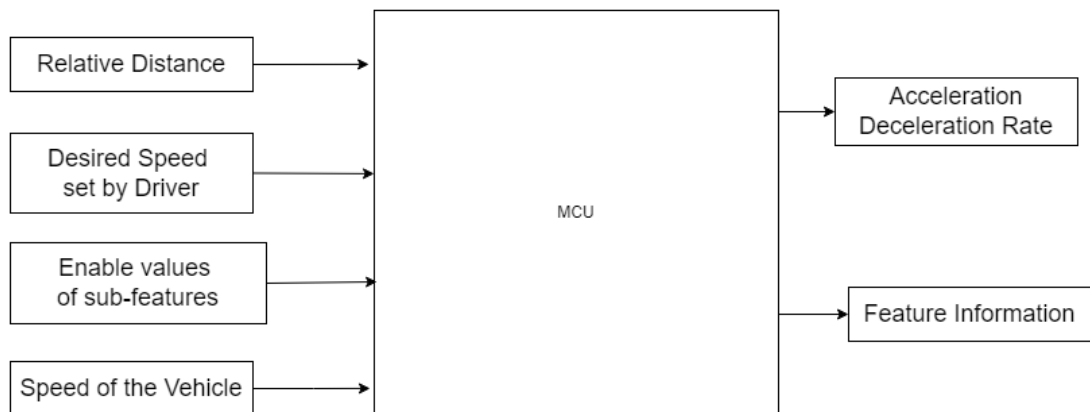 Relative Distance
Desired Speed
set by Driver
Enable values
of sub-features
Speed of the Vehicle
MCU
Acceleration
Deceleration Rate
Feature Information